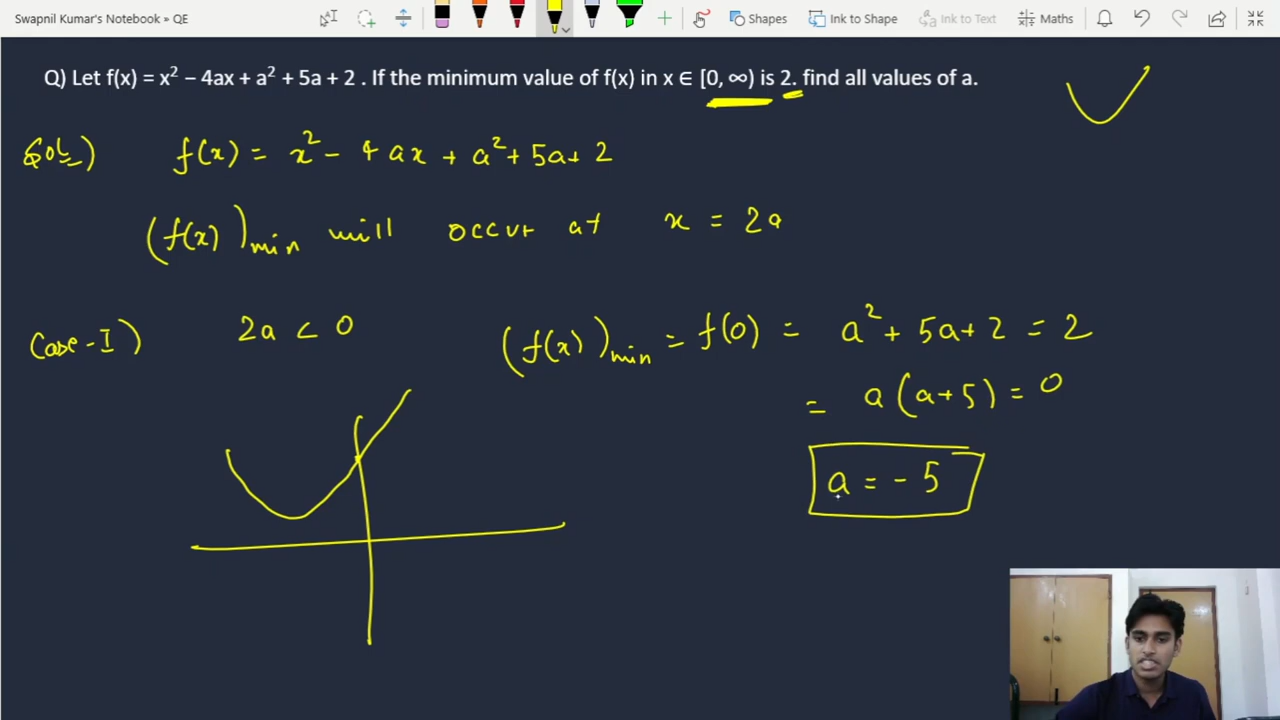 Swapnil Kumar's Notebook » QE
Shapes
Ink to Shape
Ink to Text
Maths
Q) Let f(x) = x² − 4ax + a² + 5a + 2 . If the minimum value of f(x) in x ∈ [0, ∞) is 2. find all values of a.
Sol)
f(x) = x² − 4ax + a² + 5a + 2
(f(x))min will occur at x = 2a
Case-I)
2a < 0
(f(x))min = f(0) = a² + 5a + 2 = 2
= a(a+5) = 0
a = -5